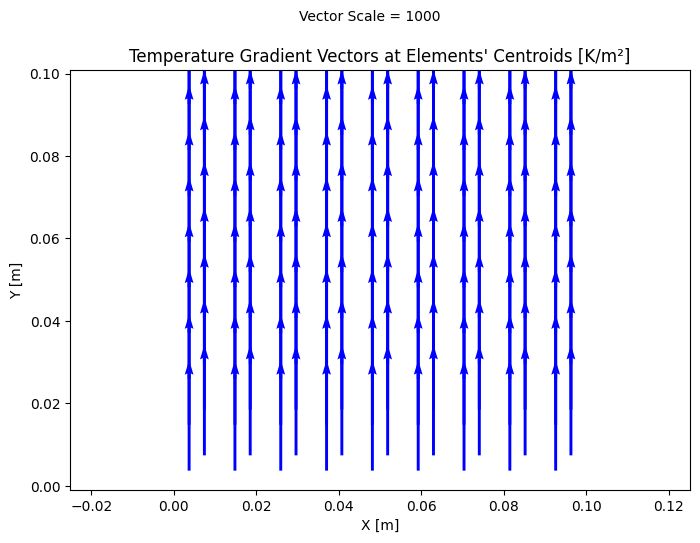 Vector Scale = 1000
Temperature Gradient Vectors at Elements' Centroids [K/m²]
0.10
0.08
0.06
0.04
0.02
0.00
Y [m]
−0.02 0.00 0.02 0.04 0.06 0.08 0.10 0.12
X [m]